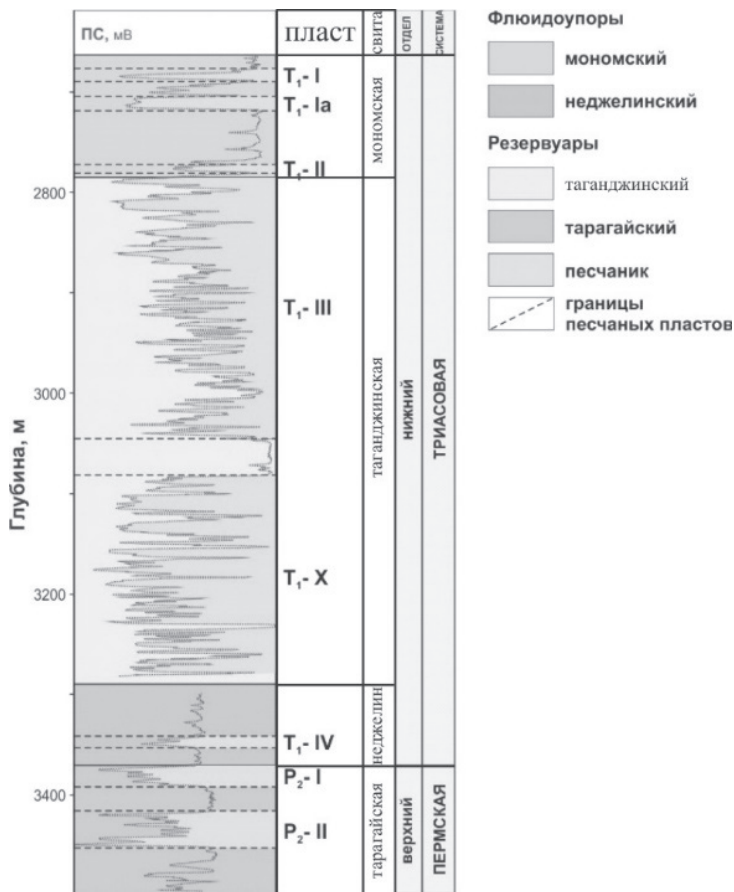 ПС, мВ
пласт
свита
ОТДЕЛ
СИСТЕМА
T₁- I
T₁- Ia
T₁- II
T₁- III
T₁- X
T₁- IV
P₂- I
P₂- II
мономская
таганджинская
неджелин
тарагайская
нижний
верхний
ТРИАСОВАЯ
ПЕРМСКАЯ
Глубина, м
2800
3000
3200
3400
Флюидоупоры
мономский
неджелинский
Резервуары
таганджинский
тарагайский
песчаник
границы
песчаных пластов